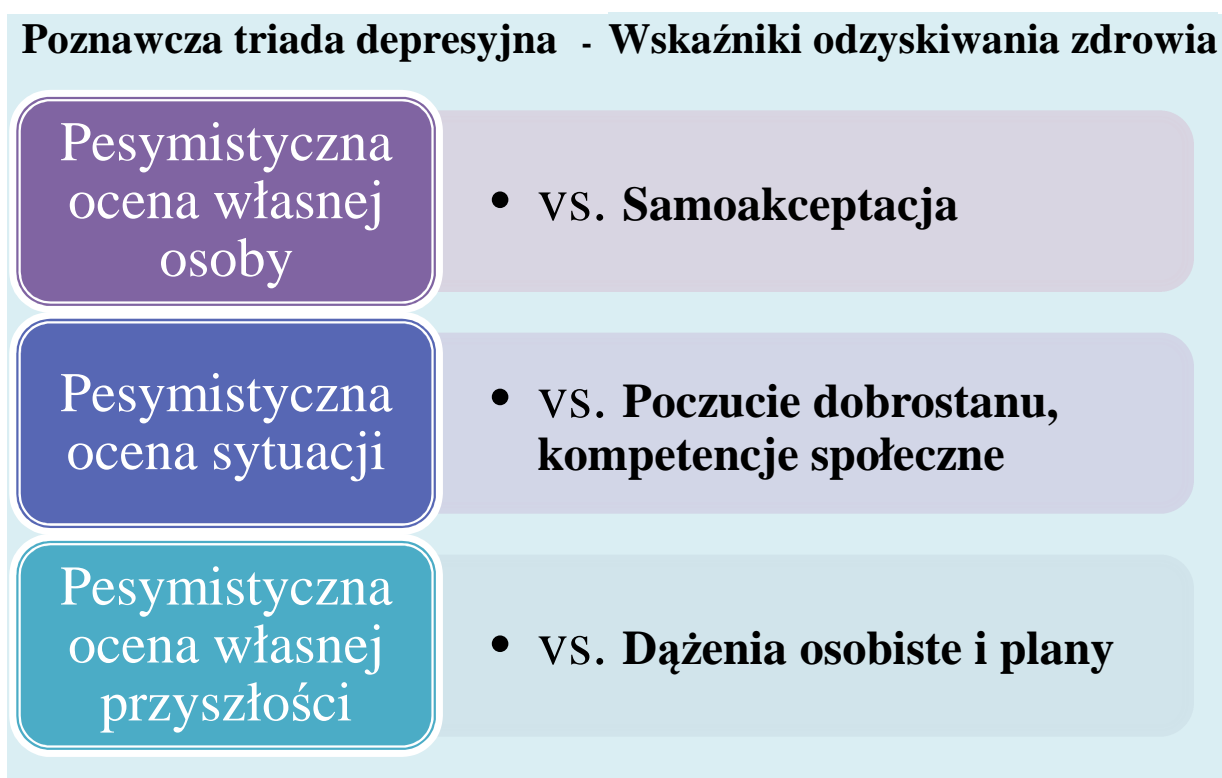 Poznawcza triada depresyjna - Wskaźniki odzyskiwania zdrowia
Pesymistyczna
ocena własnej
osoby
• vs. Samoakceptacja
Pesymistyczna
ocena sytuacji
• vs. Poczucie dobrostanu,
kompetencje społeczne
Pesymistyczna
ocena własnej
przyszłości
• vs. Dążenia osobiste i plany